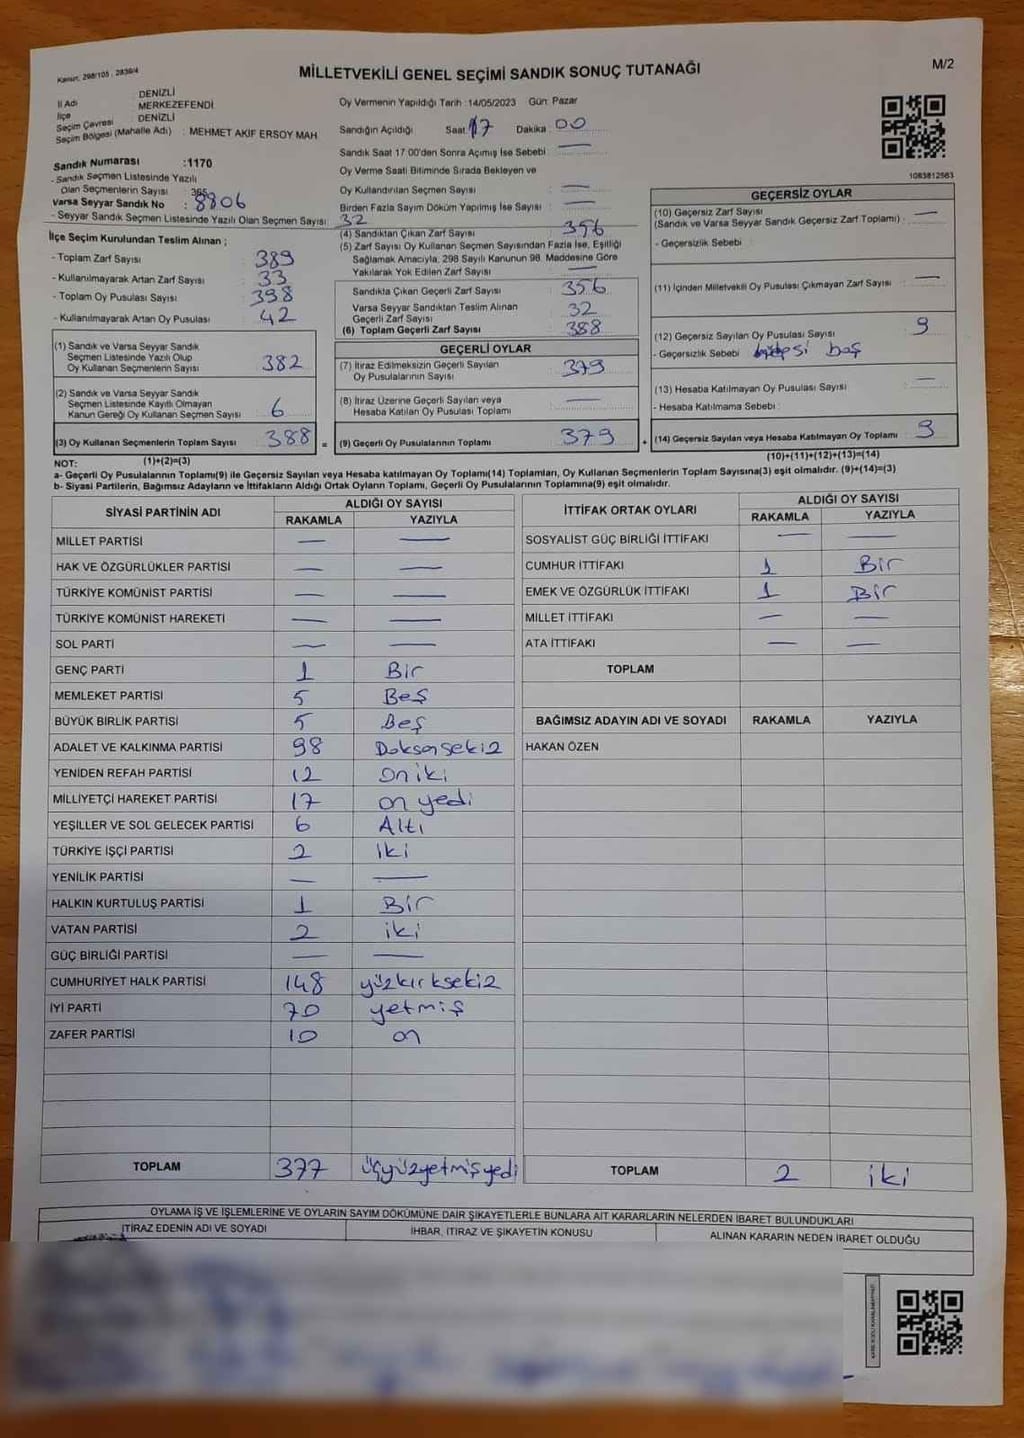 Kanun: 298/105 , 2839/4
MİLLETVEKİLİ GENEL SEÇİMİ SANDIK SONUÇ TUTANAĞI
M/2
İl Adı : DENİZLİ
İlçe : MERKEZEFENDİ
Seçim Çevresi : DENİZLİ
Seçim Bölgesi (Mahalle Adı) : MEHMET AKİF ERSOY MAH.
Oy Vermenin Yapıldığı Tarih :14/05/2023 Gün: Pazar
Sandığın Açıldığı Saat 17 Dakika 00
Sandık Saat 17 00'den Sonra Açımış İse Sebebi —
Oy Verme Saati Bitiminde Sırada Bekleyen ve
Oy Kullandırılan Seçmen Sayısı —
Birden Fazla Sayım Döküm Yapılmış İse Sayısı —
Sandık Numarası :1170
- Sandık Seçmen Listesinde Yazılı
Olan Seçmenlerin Sayısı :
Varsa Seyyar Sandık No : 8806
- Seyyar Sandık Seçmen Listesinde Yazılı Olan Seçmen Sayısı : 32
1083812563
İlçe Seçim Kurulundan Teslim Alınan :
- Toplam Zarf Sayısı 389
- Kullanılmayarak Artan Zarf Sayısı 33
- Toplam Oy Pusulası Sayısı 398
- Kullanılmayarak Artan Oy Pusulası 42
(1) Sandık ve Varsa Seyyar Sandık
Seçmen Listesinde Yazılı Olup
Oy Kullanan Seçmenlerin Sayısı 382
(2) Sandık ve Varsa Seyyar Sandık
Seçmen Listesinde Kayıtlı Olmayan
Kanun Gereği Oy Kullanan Seçmen Sayısı 6
(3) Oy Kullanan Seçmenlerin Toplam Sayısı 388 =
(4) Sandıktan Çıkan Zarf Sayısı 356
(5) Zarf Sayısı Oy Kullanan Seçmen Sayısından Fazla İse, Eşitliği
Sağlamak Amacıyla, 298 Sayılı Kanunun 98. Maddesine Göre
Yakılarak Yok Edilen Zarf Sayısı —
Sandıkta Çıkan Geçerli Zarf Sayısı 356
Varsa Seyyar Sandıktan Teslim Alınan
Geçerli Zarf Sayısı 32
(6) Toplam Geçerli Zarf Sayısı 388
GEÇERLİ OYLAR
(7) İtiraz Edilmeksizin Geçerli Sayılan
Oy Pusulalarının Sayısı 379
(8) İtiraz Üzerine Geçerli Sayılan veya
Hesaba Katılan Oy Pusulası Toplamı —
(9) Geçerli Oy Pusulalarının Toplamı 379 +
GEÇERSİZ OYLAR
(10) Geçersiz Zarf Sayısı
(Sandık ve Varsa Seyyar Sandık Geçersiz Zarf Toplamı) : —
- Geçersizlik Sebebi :
(11) İçinden Milletvekili Oy Pusulası Çıkmayan Zarf Sayısı —
(12) Geçersiz Sayılan Oy Pusulası Sayısı 9
- Geçersizlik Sebebi boş
(13) Hesaba Katılmayan Oy Pusulası Sayısı —
- Hesaba Katılmama Sebebi :
(14) Geçersiz Sayılan veya Hesaba Katılmayan Oy Toplamı 9
NOT: (1)+(2)=(3)
(10)+(11)+(12)+(13)=(14)
a- Geçerli Oy Pusulalarının Toplamı(9) ile Geçersiz Sayılan veya Hesaba katılmayan Oy Toplamı(14) Toplamları, Oy Kullanan Seçmenlerin Toplam Sayısına(3) eşit olmalıdır. (9)+(14)=(3)
b- Siyasi Partilerin, Bağımsız Adayların ve İttifakların Aldığı Ortak Oyların Toplamı, Geçerli Oy Pusulalarının Toplamına(9) eşit olmalıdır.
SİYASİ PARTİNİN ADI ALDIĞI OY SAYISI
RAKAMLA YAZIYLA
MİLLET PARTİSİ — —
HAK VE ÖZGÜRLÜKLER PARTİSİ — —
TÜRKİYE KOMÜNİST PARTİSİ — —
TÜRKİYE KOMÜNİST HAREKETİ — —
SOL PARTİ — —
GENÇ PARTİ 1 Bir
MEMLEKET PARTİSİ 5 Beş
BÜYÜK BİRLİK PARTİSİ 5 Beş
ADALET VE KALKINMA PARTİSİ 98 Doksansekiz
YENİDEN REFAH PARTİSİ 12 Oniki
MİLLİYETÇİ HAREKET PARTİSİ 17 on yedi
YEŞİLLER VE SOL GELECEK PARTİSİ 6 Altı
TÜRKİYE İŞÇİ PARTİSİ 2 iki
YENİLİK PARTİSİ — —
HALKIN KURTULUŞ PARTİSİ 1 Bir
VATAN PARTİSİ 2 iki
GÜÇ BİRLİĞİ PARTİSİ — —
CUMHURİYET HALK PARTİSİ 148 yüzkırksekiz
İYİ PARTİ 70 yetmiş
ZAFER PARTİSİ 10 on
TOPLAM 377 üçyüzyetmişyedi
İTTİFAK ORTAK OYLARI ALDIĞI OY SAYISI
RAKAMLA YAZIYLA
SOSYALİST GÜÇ BİRLİĞİ İTTİFAKI — —
CUMHUR İTTİFAKI 1 Bir
EMEK VE ÖZGÜRLÜK İTTİFAKI 1 Bir
MİLLET İTTİFAKI — —
ATA İTTİFAKI — —
TOPLAM
BAĞIMSIZ ADAYIN ADI VE SOYADI RAKAMLA YAZIYLA
HAKAN ÖZEN
TOPLAM 2 iki
OYLAMA İŞ VE İŞLEMLERİNE VE OYLARIN SAYIM DÖKÜMÜNE DAİR ŞİKAYETLERLE BUNLARA AİT KARARLARIN NELERDEN İBARET BULUNDUKLARI
İTİRAZ EDENİN ADI VE SOYADI İHBAR, İTİRAZ VE ŞİKAYETİN KONUSU ALINAN KARARIN NEDEN İBARET OLDUĞU